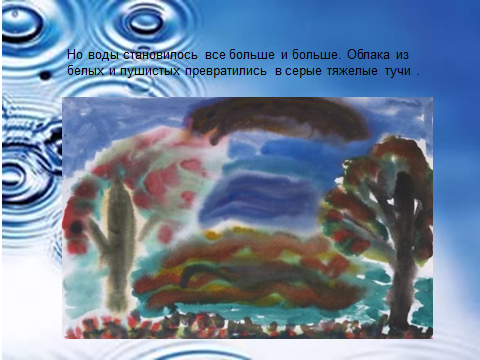 Но воды становилось все больше и больше. Облака из
белых и пушистых превратились в серые тяжелые тучи .